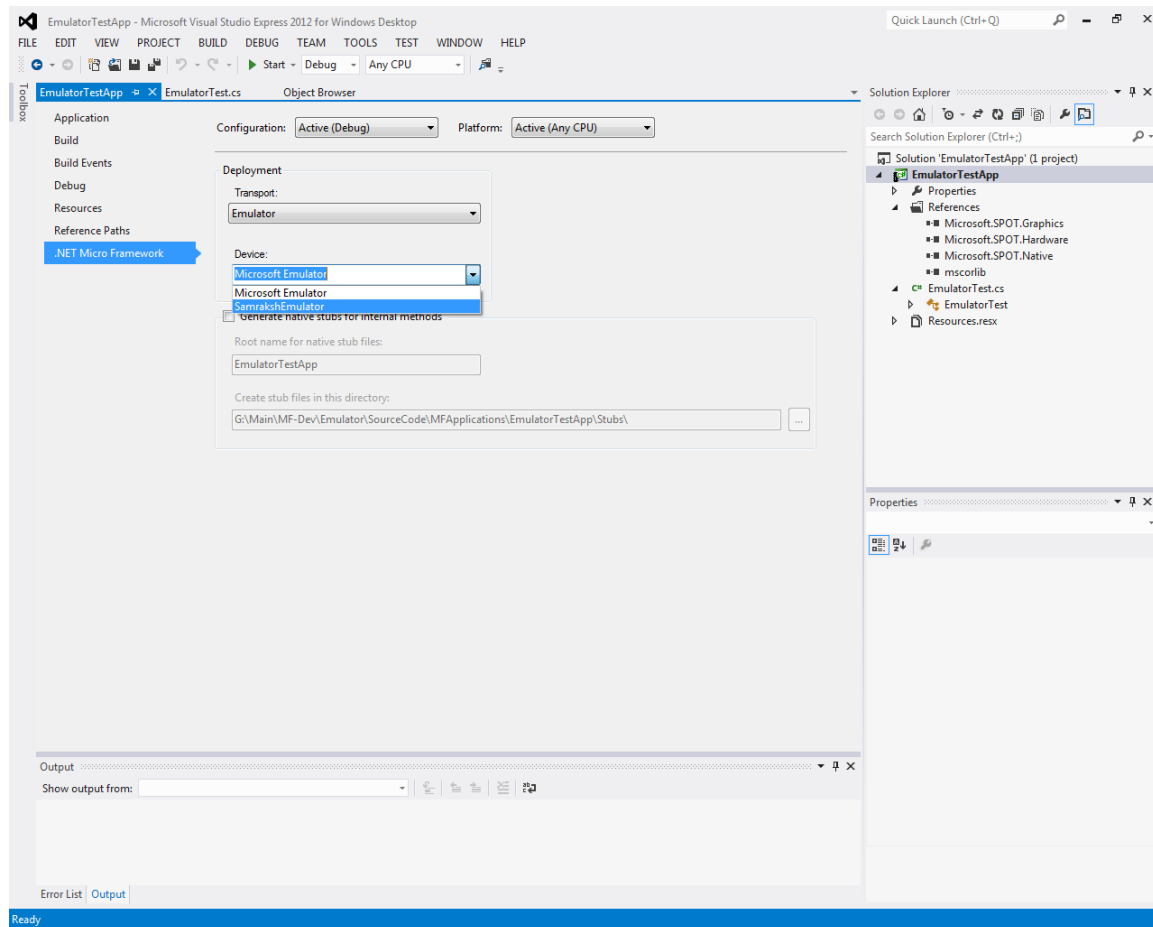 EmulatorTestApp - Microsoft Visual Studio Express 2012 for Windows Desktop
Quick Launch (Ctrl+Q)
FILE EDIT VIEW PROJECT BUILD DEBUG TEAM TOOLS TEST WINDOW HELP
Start Debug Any CPU
Toolbox
EmulatorTestApp EmulatorTest.cs Object Browser
Application
Build
Build Events
Debug
Resources
Reference Paths
.NET Micro Framework
Configuration: Active (Debug) Platform: Active (Any CPU)
Deployment
Transport:
Emulator
Device:
Microsoft Emulator
Microsoft Emulator
SamrakshEmulator
Generate native stubs for internal methods
Root name for native stub files:
EmulatorTestApp
Create stub files in this directory:
G:\Main\MF-Dev\Emulator\SourceCode\MFApplications\EmulatorTestApp\Stubs\
...
Solution Explorer
Search Solution Explorer (Ctrl+;)
Solution 'EmulatorTestApp' (1 project)
EmulatorTestApp
Properties
References
Microsoft.SPOT.Graphics
Microsoft.SPOT.Hardware
Microsoft.SPOT.Native
mscorlib
C# EmulatorTest.cs
EmulatorTest
Resources.resx
Properties
Output
Show output from:
Error List Output
Ready